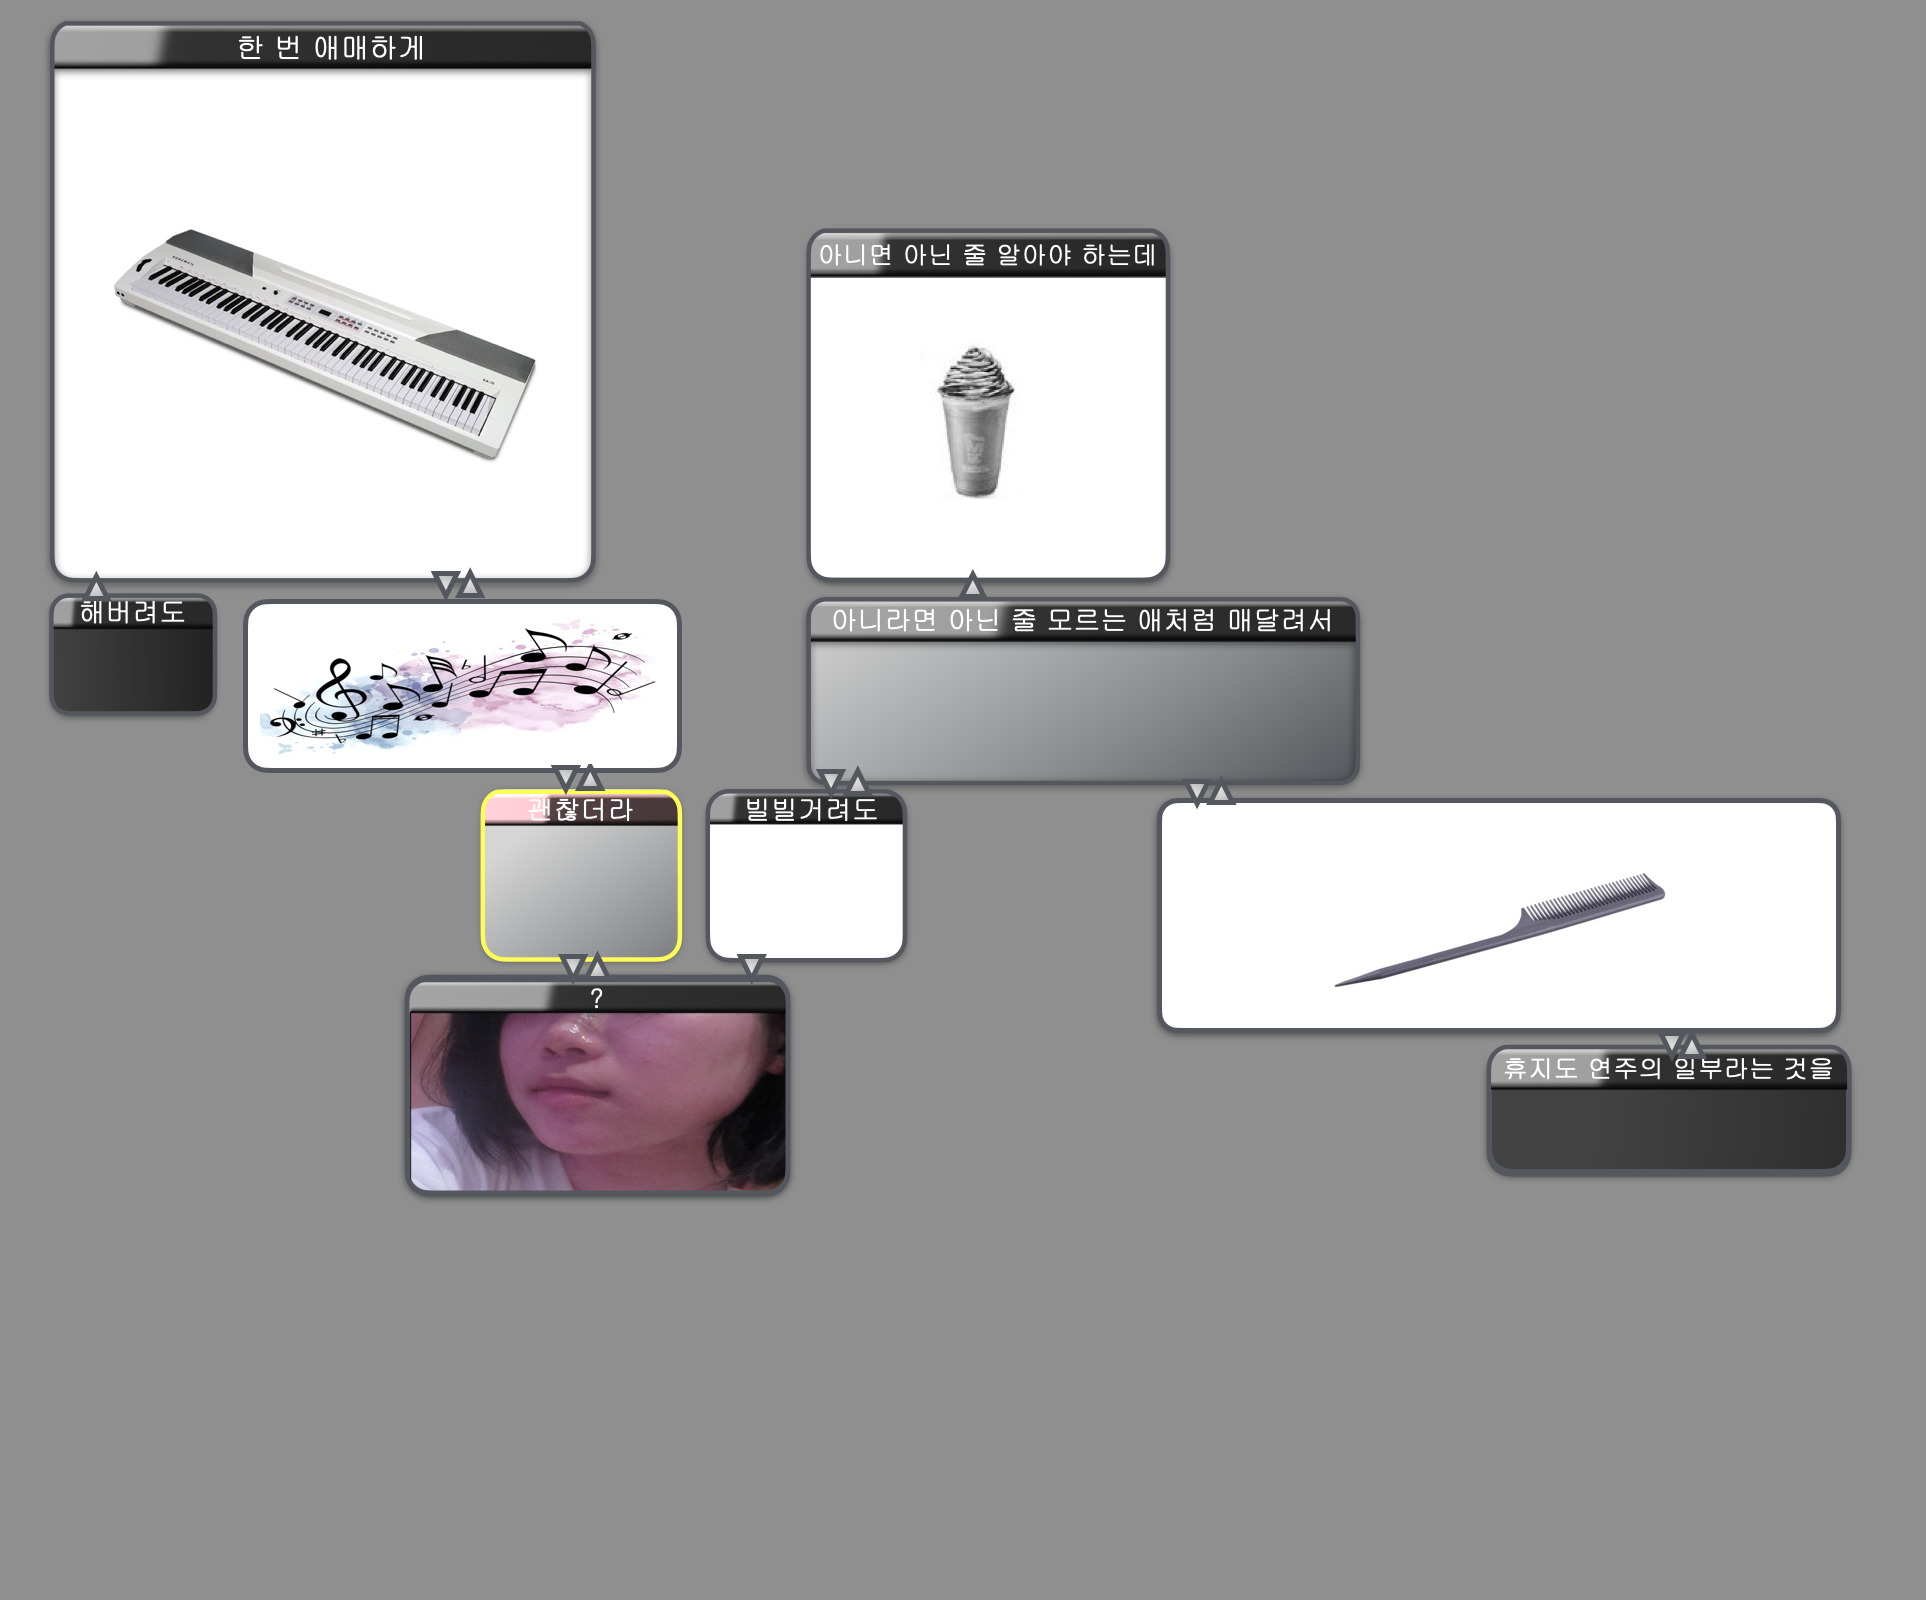 한 번 애매하게
아니면 아닌 줄 알아야 하는데
해버려도
아니라면 아닌 줄 모르는 애처럼 매달려서
괜찮더라
빌빌거려도
?
휴지도 연주의 일부라는 것을